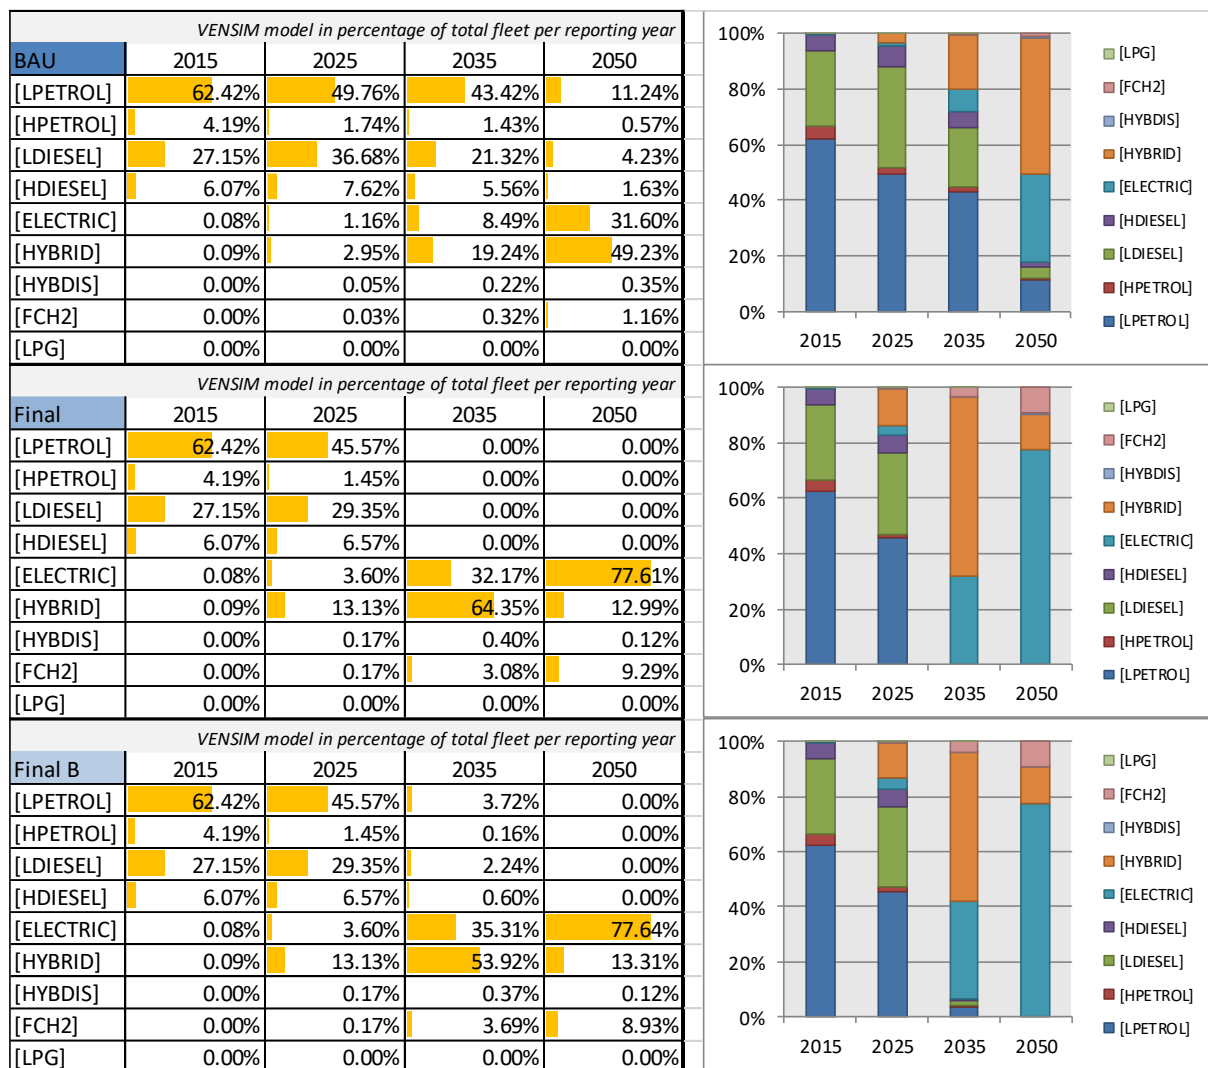 VENSIM model in percentage of total fleet per reporting year
BAU 2015 2025 2035 2050
[LPETROL] 62.42% 49.76% 43.42% 11.24%
[HPETROL] 4.19% 1.74% 1.43% 0.57%
[LDIESEL] 27.15% 36.68% 21.32% 4.23%
[HDIESEL] 6.07% 7.62% 5.56% 1.63%
[ELECTRIC] 0.08% 1.16% 8.49% 31.60%
[HYBRID] 0.09% 2.95% 19.24% 49.23%
[HYBDIS] 0.00% 0.05% 0.22% 0.35%
[FCH2] 0.00% 0.03% 0.32% 1.16%
[LPG] 0.00% 0.00% 0.00% 0.00%
100%
80%
60%
40%
20%
0%
2015 2025 2035 2050
[LPG]
[FCH2]
[HYBDIS]
[HYBRID]
[ELECTRIC]
[HDIESEL]
[LDIESEL]
[HPETROL]
[LPETROL]
VENSIM model in percentage of total fleet per reporting year
Final 2015 2025 2035 2050
[LPETROL] 62.42% 45.57% 0.00% 0.00%
[HPETROL] 4.19% 1.45% 0.00% 0.00%
[LDIESEL] 27.15% 29.35% 0.00% 0.00%
[HDIESEL] 6.07% 6.57% 0.00% 0.00%
[ELECTRIC] 0.08% 3.60% 32.17% 77.61%
[HYBRID] 0.09% 13.13% 64.35% 12.99%
[HYBDIS] 0.00% 0.17% 0.40% 0.12%
[FCH2] 0.00% 0.17% 3.08% 9.29%
[LPG] 0.00% 0.00% 0.00% 0.00%
100%
80%
60%
40%
20%
0%
2015 2025 2035 2050
[LPG]
[FCH2]
[HYBDIS]
[HYBRID]
[ELECTRIC]
[HDIESEL]
[LDIESEL]
[HPETROL]
[LPETROL]
VENSIM model in percentage of total fleet per reporting year
Final B 2015 2025 2035 2050
[LPETROL] 62.42% 45.57% 3.72% 0.00%
[HPETROL] 4.19% 1.45% 0.16% 0.00%
[LDIESEL] 27.15% 29.35% 2.24% 0.00%
[HDIESEL] 6.07% 6.57% 0.60% 0.00%
[ELECTRIC] 0.08% 3.60% 35.31% 77.64%
[HYBRID] 0.09% 13.13% 53.92% 13.31%
[HYBDIS] 0.00% 0.17% 0.37% 0.12%
[FCH2] 0.00% 0.17% 3.69% 8.93%
[LPG] 0.00% 0.00% 0.00% 0.00%
100%
80%
60%
40%
20%
0%
2015 2025 2035 2050
[LPG]
[FCH2]
[HYBDIS]
[HYBRID]
[ELECTRIC]
[HDIESEL]
[LDIESEL]
[HPETROL]
[LPETROL]